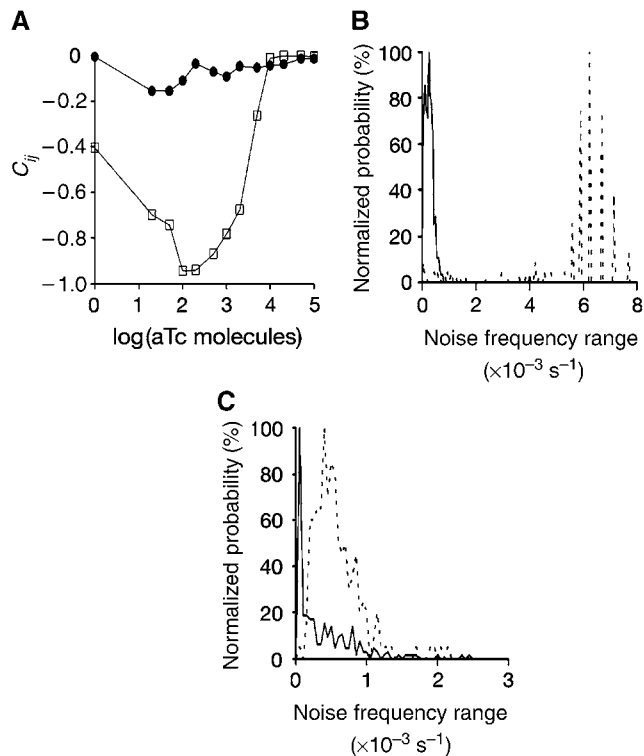 A
0
−0.2
−0.4
−0.6
−0.8
−1.0
C_ij
0 1 2 3 4 5
log(aTc molecules)
B
100
80
60
40
20
0
Normalized probability (%)
0 2 4 6 8
Noise frequency range
(×10⁻³ s⁻¹)
C
100
80
60
40
20
0
Normalized probability (%)
0 1 2 3
Noise frequency range
(×10⁻³ s⁻¹)